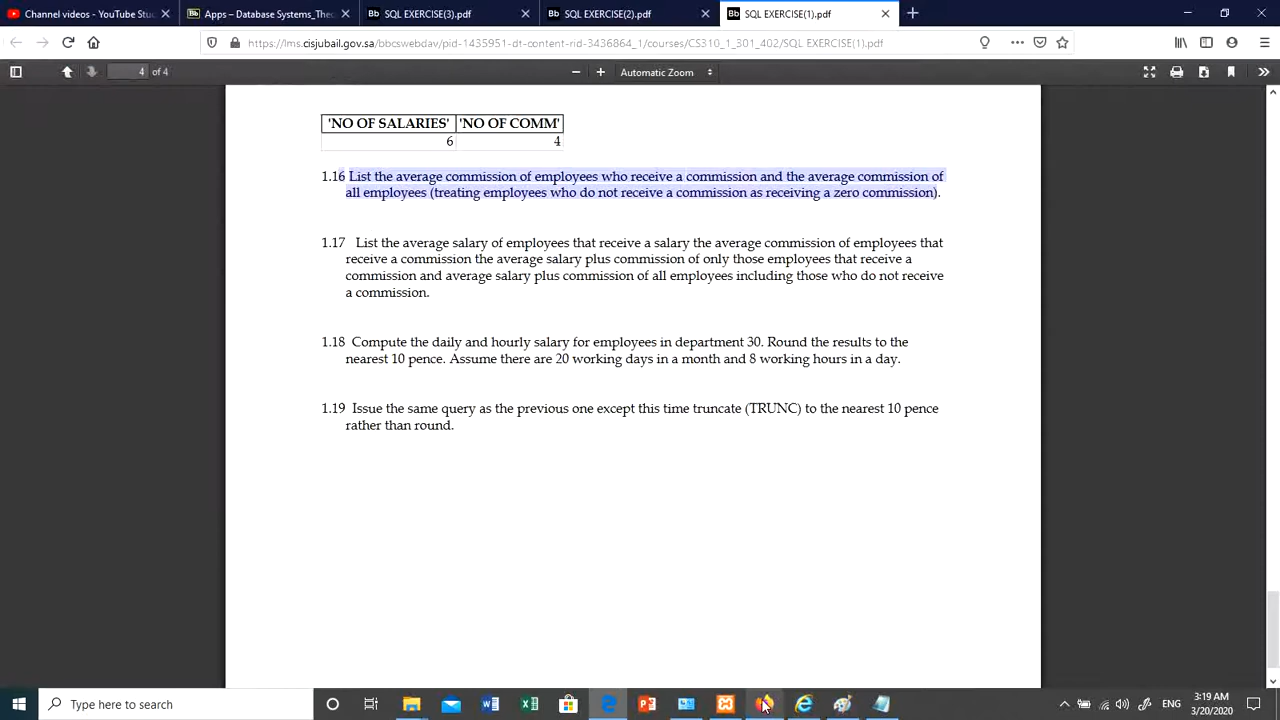 Channel videos - YouTube Stu
Apps – Database Systems_The
Bb SQL EXERCISE(3).pdf
Bb SQL EXERCISE(2).pdf
Bb SQL EXERCISE(1).pdf
https://lms.cisjubail.gov.sa/bbcswebdav/pid-1435951-dt-content-rid-3436864_1/courses/CS310_1_301_402/SQL EXERCISE(1).pdf
4 of 4
Automatic Zoom
'NO OF SALARIES' 'NO OF COMM'
6 4
1.16 List the average commission of employees who receive a commission and the average commission of
all employees (treating employees who do not receive a commission as receiving a zero commission).
1.17 List the average salary of employees that receive a salary the average commission of employees that
receive a commission the average salary plus commission of only those employees that receive a
commission and average salary plus commission of all employees including those who do not receive
a commission.
1.18 Compute the daily and hourly salary for employees in department 30. Round the results to the
nearest 10 pence. Assume there are 20 working days in a month and 8 working hours in a day.
1.19 Issue the same query as the previous one except this time truncate (TRUNC) to the nearest 10 pence
rather than round.
Type here to search
ENG
3:19 AM
3/20/2020